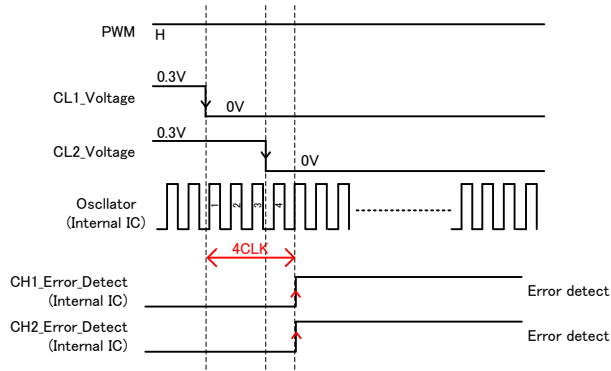 PWM
H
0.3V
CL1_Voltage
0V
0.3V
CL2_Voltage
0V
Oscllator
(Internal IC)
1 2 3 4
4CLK
CH1_Error_Detect
(Internal IC)
Error detect
CH2_Error_Detect
(Internal IC)
Error detect